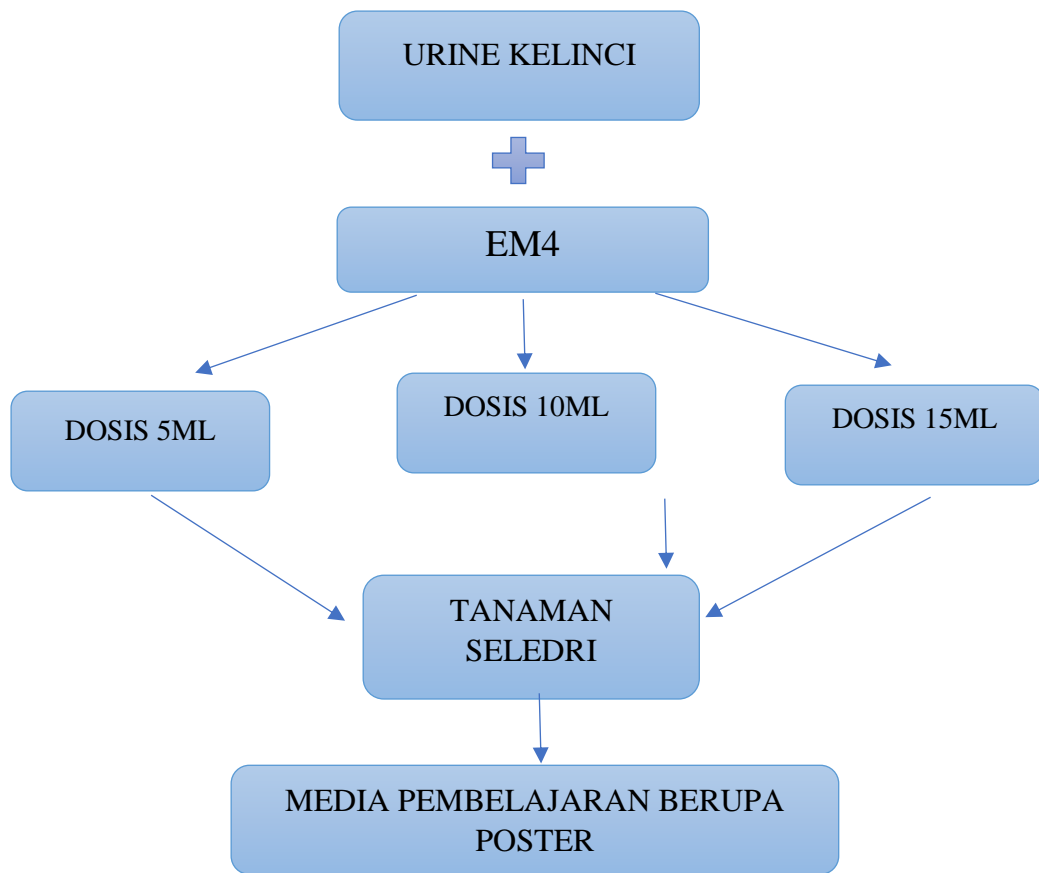 URINE KELINCI
EM4
DOSIS 5ML
DOSIS 10ML
DOSIS 15ML
TANAMAN
SELEDRI
MEDIA PEMBELAJARAN BERUPA
POSTER